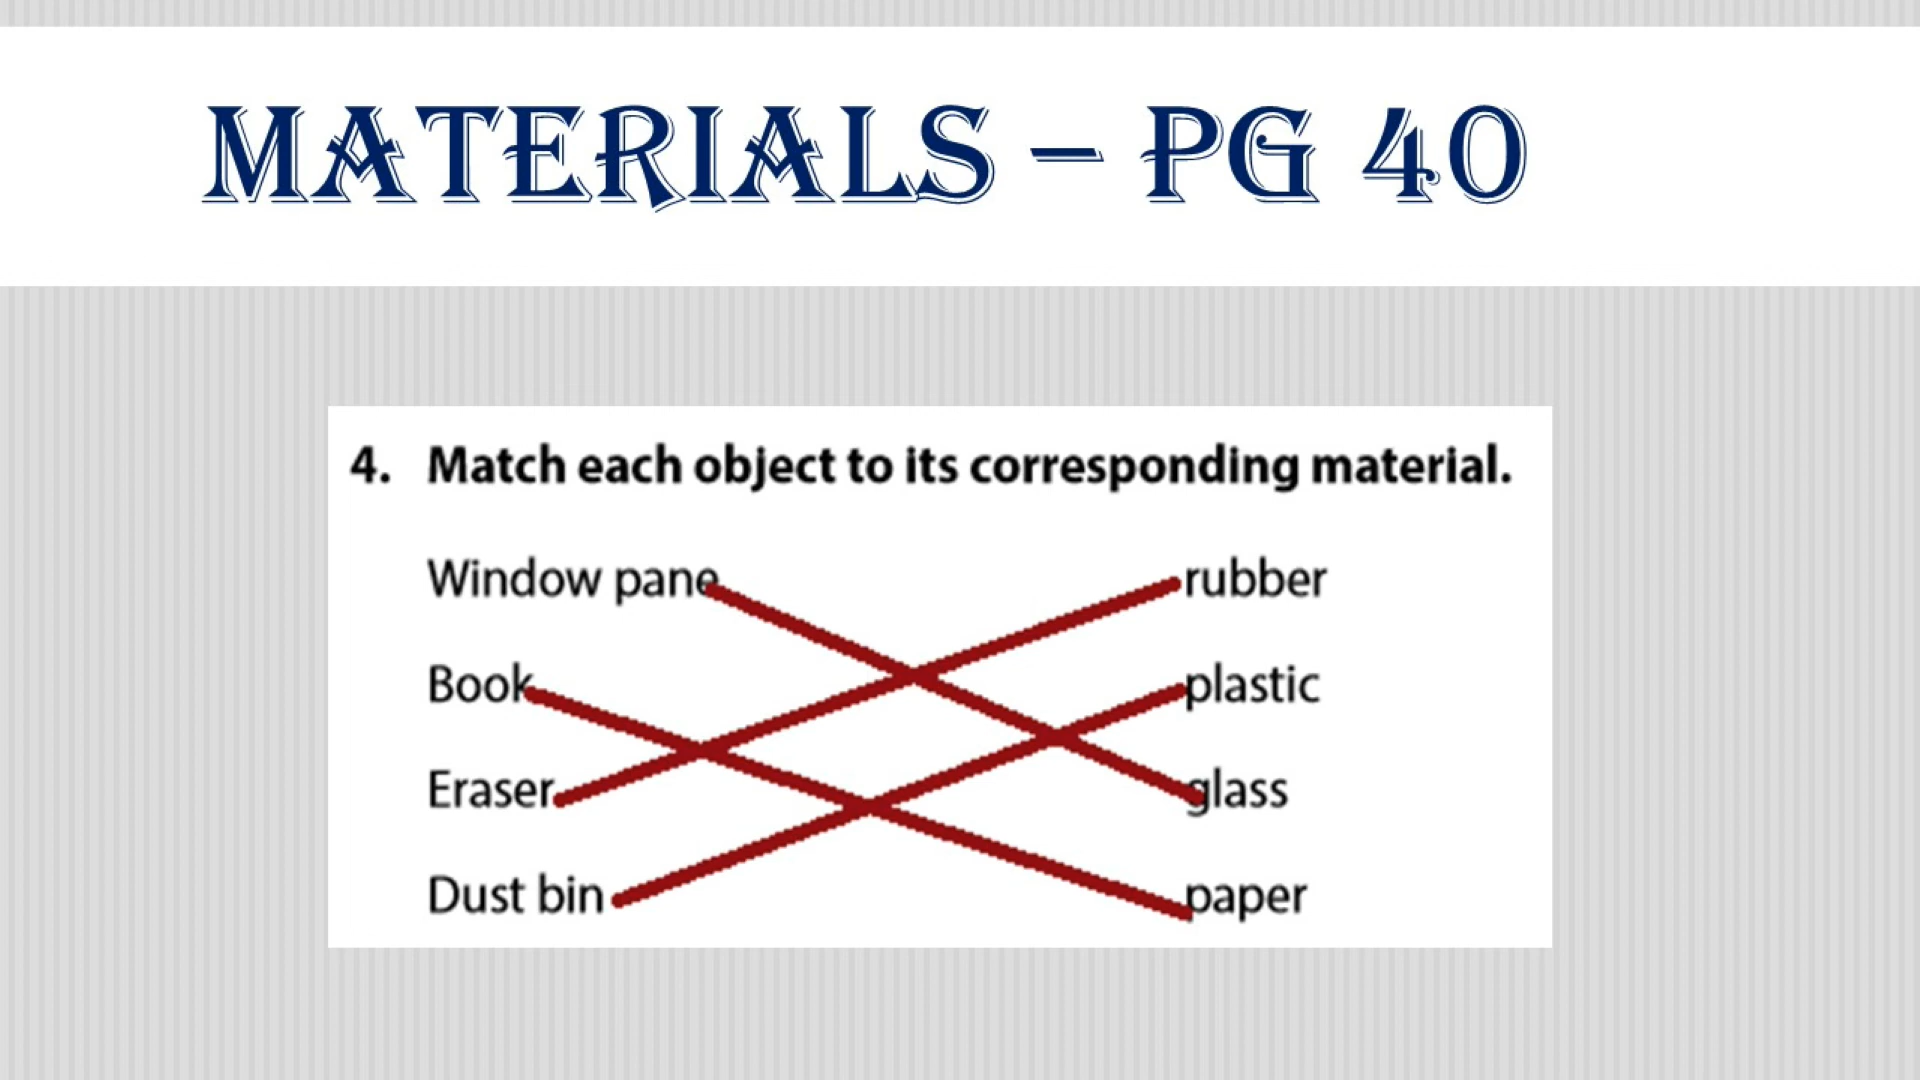 MATERIALS – PG 40
4. Match each object to its corresponding material.
Window pane rubber
Book plastic
Eraser glass
Dust bin paper